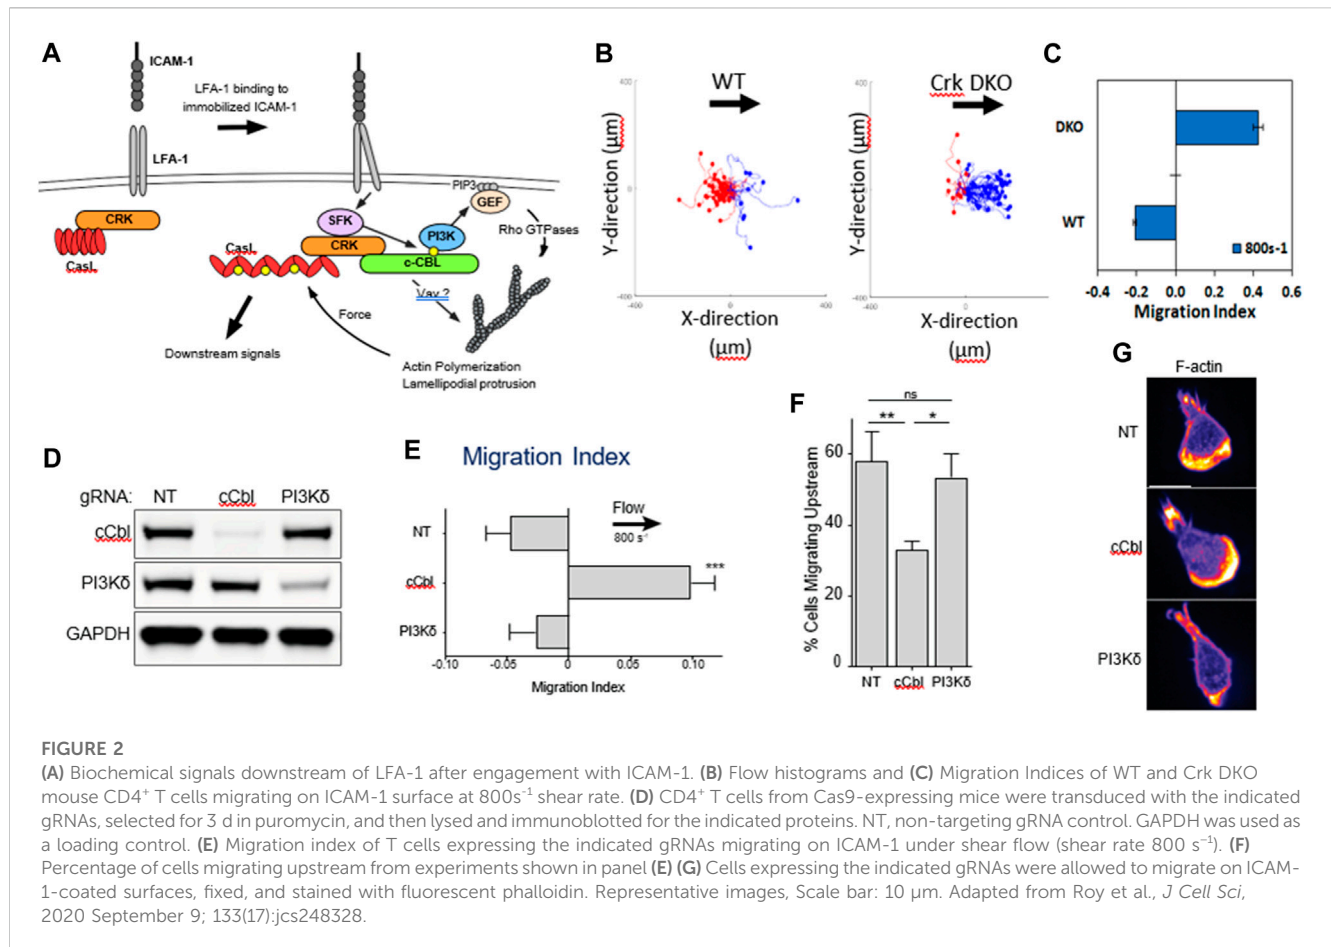 A
ICAM-1
LFA-1 binding to
immobilized ICAM-1
LFA-1
CRK
CasL
PIP3
GEF
SFK
PI3K
Rho GTPases
CasL
CRK
c-CBL
Vav ?
Force
Downstream signals
Actin Polymerization
Lamellipodial protrusion
B
WT
400
Y-direction (µm)
0
-400
-400
0
400
X-direction
(µm)
Crk DKO
400
Y-direction (µm)
0
-400
-400
0
X-direction
(µm)
C
DKO
WT
800s-1
-0.4 -0.2 0.0 0.2 0.4 0.6
Migration Index
D
gRNA: NT cCbl PI3Kδ
cCbl
PI3Kδ
GAPDH
E
Migration Index
Flow
800 s⁻¹
NT
cCbl
***
PI3Kδ
-0.10 -0.05 0 0.05 0.10
Migration Index
F
ns
** *
% Cells Migrating Upstream
60
40
20
0
NT cCbl PI3Kδ
G
F-actin
NT
cCbl
PI3Kδ
FIGURE 2
(A) Biochemical signals downstream of LFA-1 after engagement with ICAM-1. (B) Flow histograms and (C) Migration Indices of WT and Crk DKO
mouse CD4⁺ T cells migrating on ICAM-1 surface at 800s⁻¹ shear rate. (D) CD4⁺ T cells from Cas9-expressing mice were transduced with the indicated
gRNAs, selected for 3 d in puromycin, and then lysed and immunoblotted for the indicated proteins. NT, non-targeting gRNA control. GAPDH was used as
a loading control. (E) Migration index of T cells expressing the indicated gRNAs migrating on ICAM-1 under shear flow (shear rate 800 s⁻¹). (F)
Percentage of cells migrating upstream from experiments shown in panel (E) (G) Cells expressing the indicated gRNAs were allowed to migrate on ICAM-
1-coated surfaces, fixed, and stained with fluorescent phalloidin. Representative images, Scale bar: 10 µm. Adapted from Roy et al., J Cell Sci,
2020 September 9; 133(17):jcs248328.